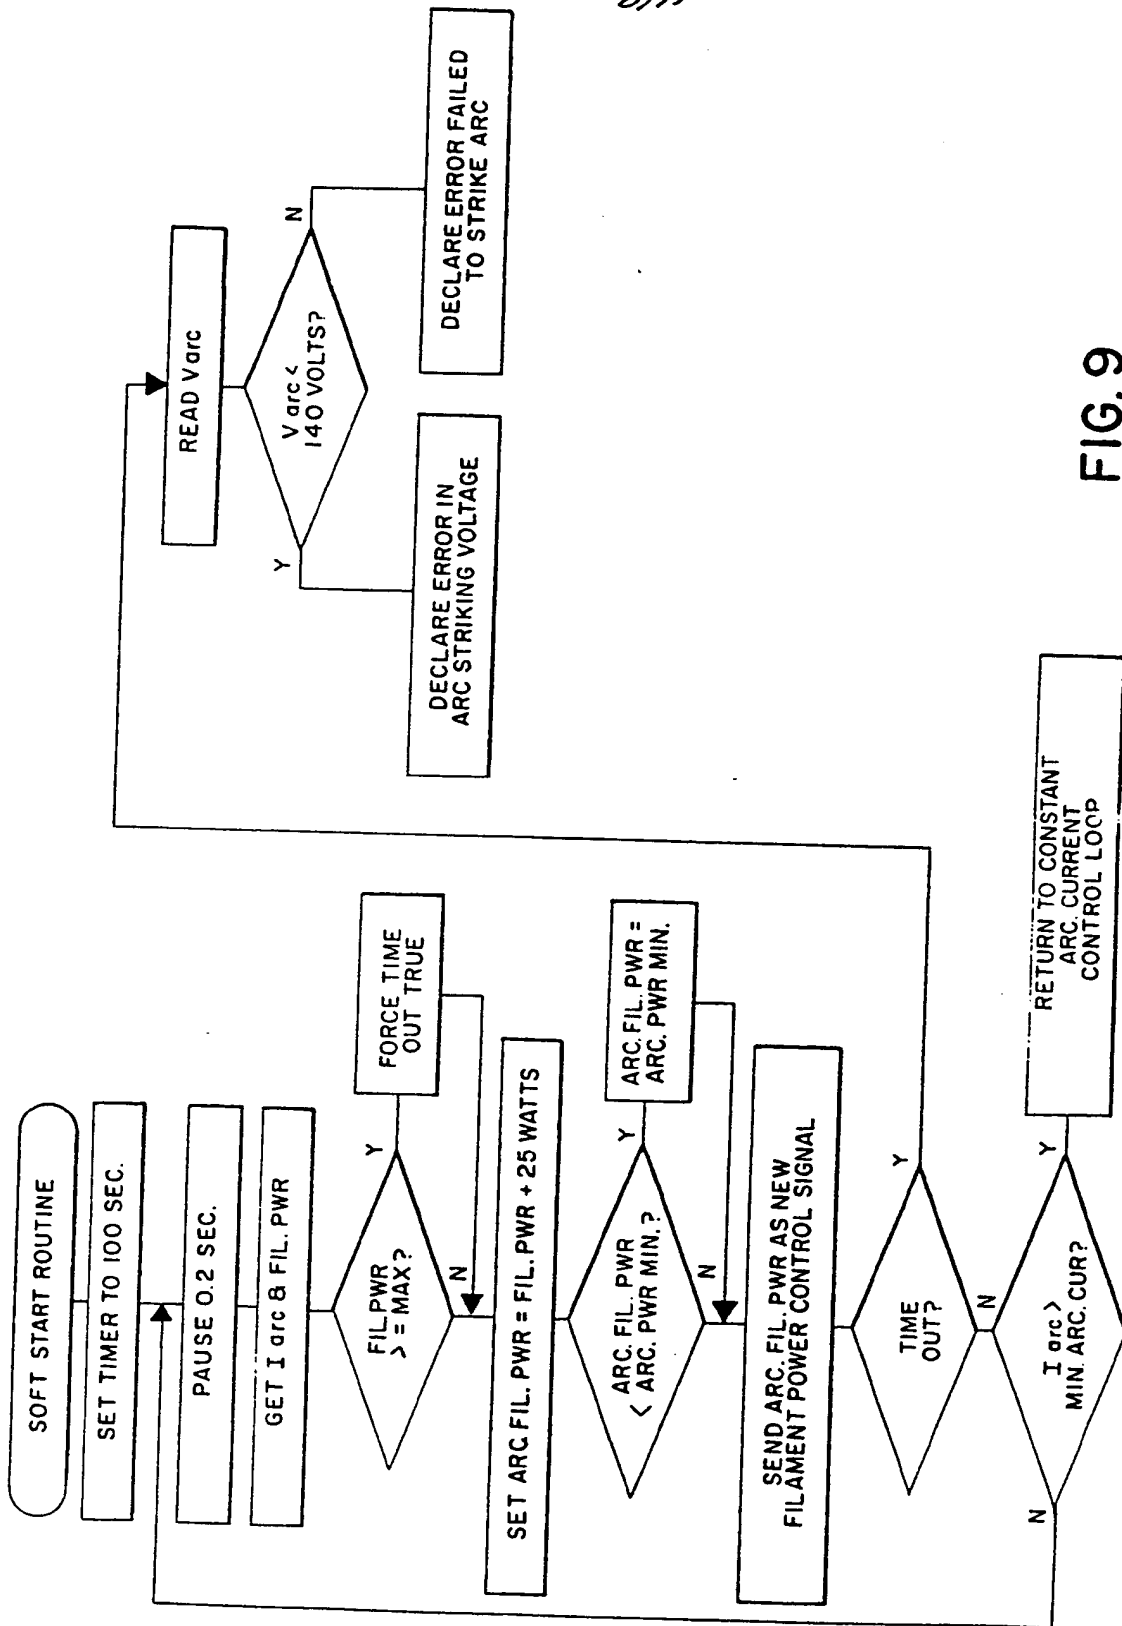 SOFT START ROUTINE
SET TIMER TO 100 SEC.
PAUSE 0.2 SEC.
GET I arc & FIL. PWR
FIL. PWR
> = MAX?
Y
N
FORCE TIME
OUT TRUE
SET ARC. FIL. PWR = FIL. PWR + 25 WATTS
ARC. FIL. PWR
< ARC. PWR MIN.?
Y
N
ARC. FIL. PWR =
ARC. PWR MIN.
SEND ARC. FIL. PWR AS NEW
FILAMENT POWER CONTROL SIGNAL
TIME
OUT?
Y
N
I arc >
MIN. ARC. CUR?
Y
N
RETURN TO CONSTANT
ARC. CURRENT
CONTROL LOOP
READ V arc
V arc <
140 VOLTS?
Y
N
DECLARE ERROR IN
ARC STRIKING VOLTAGE
DECLARE ERROR FAILED
TO STRIKE ARC
FIG. 9